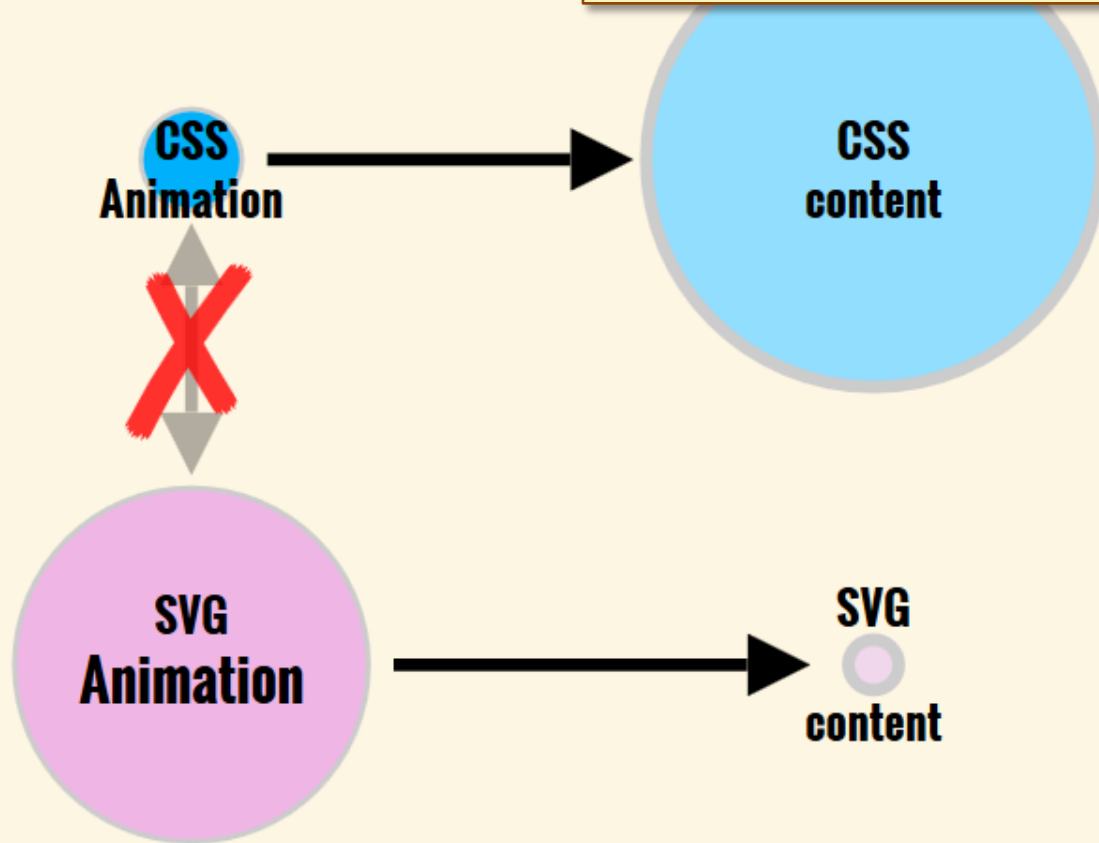 CSS
Animation
CSS
content
SVG
Animation
SVG
content